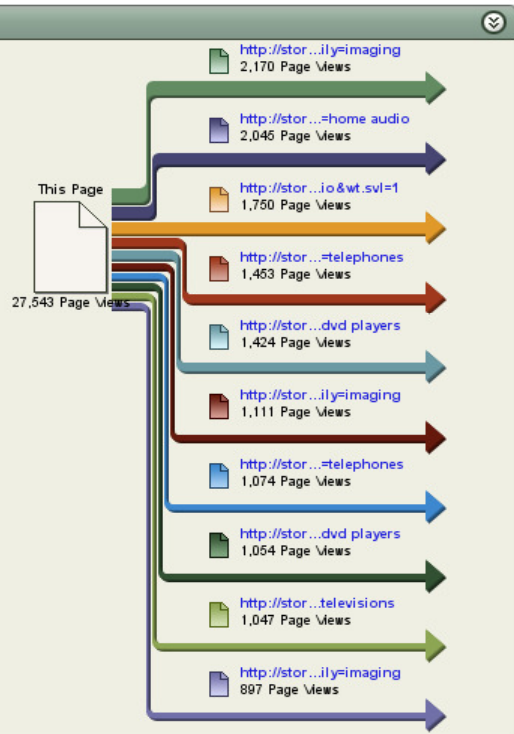 http://stor...ily=imaging
2,170 Page Views
http://stor...=home audio
2,045 Page Views
This Page
http://stor...io&wt.svl=1
1,750 Page Views
http://stor...=telephones
1,453 Page Views
27,543 Page Views
http://stor...dvd players
1,424 Page Views
http://stor...ily=imaging
1,111 Page Views
http://stor...=telephones
1,074 Page Views
http://stor...dvd players
1,054 Page Views
http://stor...televisions
1,047 Page Views
http://stor...ily=imaging
897 Page Views